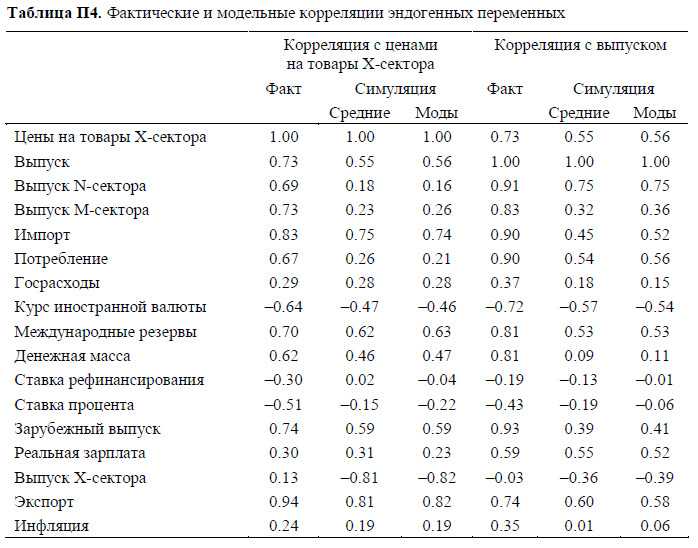 Таблица П4. Фактические и модельные корреляции эндогенных переменных
Корреляция с ценами на товары X-сектора Корреляция с выпуском
Факт Симуляция Факт Симуляция
Средние Моды Средние Моды
Цены на товары X-сектора 1.00 1.00 1.00 0.73 0.55 0.56
Выпуск 0.73 0.55 0.56 1.00 1.00 1.00
Выпуск N-сектора 0.69 0.18 0.16 0.91 0.75 0.75
Выпуск M-сектора 0.73 0.23 0.26 0.83 0.32 0.36
Импорт 0.83 0.75 0.74 0.90 0.45 0.52
Потребление 0.67 0.26 0.21 0.90 0.54 0.56
Госрасходы 0.29 0.28 0.28 0.37 0.18 0.15
Курс иностранной валюты –0.64 –0.47 –0.46 –0.72 –0.57 –0.54
Международные резервы 0.70 0.62 0.63 0.81 0.53 0.53
Денежная масса 0.62 0.46 0.47 0.81 0.09 0.11
Ставка рефинансирования –0.30 0.02 –0.04 –0.19 –0.13 –0.01
Ставка процента –0.51 –0.15 –0.22 –0.43 –0.19 –0.06
Зарубежный выпуск 0.74 0.59 0.59 0.93 0.39 0.41
Реальная зарплата 0.30 0.31 0.23 0.59 0.55 0.52
Выпуск X-сектора 0.13 –0.81 –0.82 –0.03 –0.36 –0.39
Экспорт 0.94 0.81 0.82 0.74 0.60 0.58
Инфляция 0.24 0.19 0.19 0.35 0.01 0.06